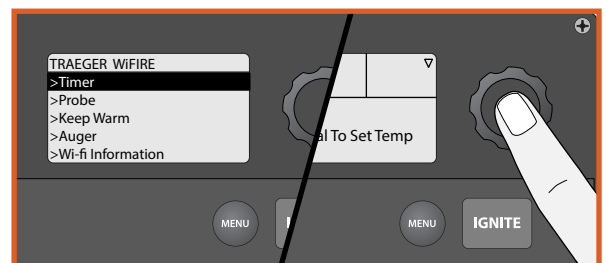 TRAEGER WiFIRE
>Timer
>Probe
>Keep Warm
>Auger
>Wi-fi Information
MENU
al To Set Temp
MENU
IGNITE